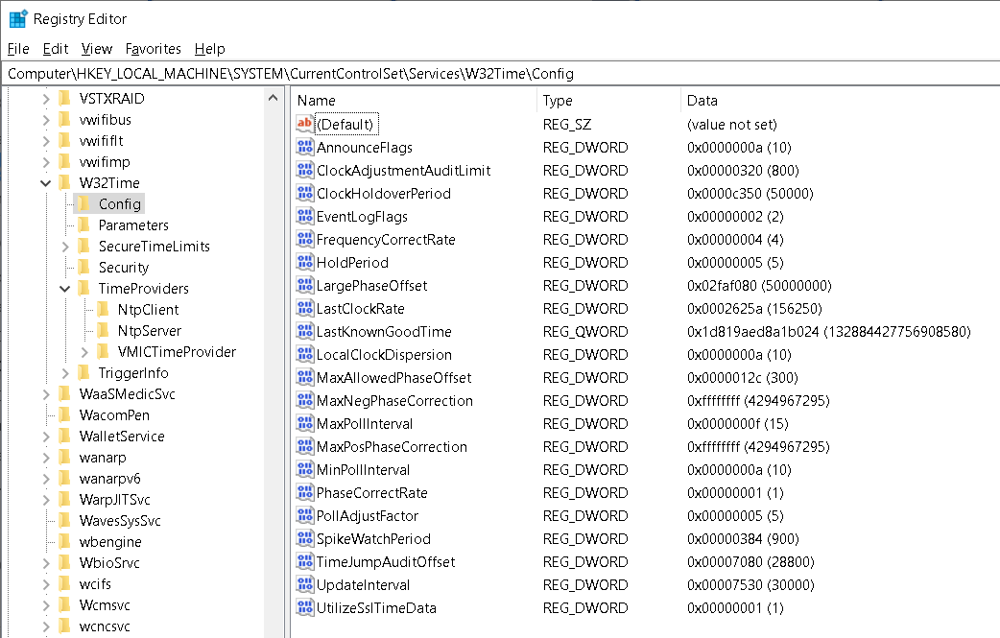 Registry Editor
File Edit View Favorites Help
Computer\HKEY_LOCAL_MACHINE\SYSTEM\CurrentControlSet\Services\W32Time\Config
VSTXRAID
vwifibus
vwififlt
vwifimp
W32Time
Config
Parameters
SecureTimeLimits
Security
TimeProviders
NtpClient
NtpServer
VMICTimeProvider
TriggerInfo
WaaSMedicSvc
WacomPen
WalletService
wanarp
wanarpv6
WarpJITSvc
WavesSysSvc
wbengine
WbioSrvc
wcifs
Wcmsvc
wcncsvc
Name Type Data
(Default) REG_SZ (value not set)
AnnounceFlags REG_DWORD 0x0000000a (10)
ClockAdjustmentAuditLimit REG_DWORD 0x00000320 (800)
ClockHoldoverPeriod REG_DWORD 0x0000c350 (50000)
EventLogFlags REG_DWORD 0x00000002 (2)
FrequencyCorrectRate REG_DWORD 0x00000004 (4)
HoldPeriod REG_DWORD 0x00000005 (5)
LargePhaseOffset REG_DWORD 0x02faf080 (50000000)
LastClockRate REG_DWORD 0x0002625a (156250)
LastKnownGoodTime REG_QWORD 0x1d819aed8a1b024 (132884427756908580)
LocalClockDispersion REG_DWORD 0x0000000a (10)
MaxAllowedPhaseOffset REG_DWORD 0x0000012c (300)
MaxNegPhaseCorrection REG_DWORD 0xffffffff (4294967295)
MaxPollInterval REG_DWORD 0x0000000f (15)
MaxPosPhaseCorrection REG_DWORD 0xffffffff (4294967295)
MinPollInterval REG_DWORD 0x0000000a (10)
PhaseCorrectRate REG_DWORD 0x00000001 (1)
PollAdjustFactor REG_DWORD 0x00000005 (5)
SpikeWatchPeriod REG_DWORD 0x00000384 (900)
TimeJumpAuditOffset REG_DWORD 0x00007080 (28800)
UpdateInterval REG_DWORD 0x00007530 (30000)
UtilizeSslTimeData REG_DWORD 0x00000001 (1)